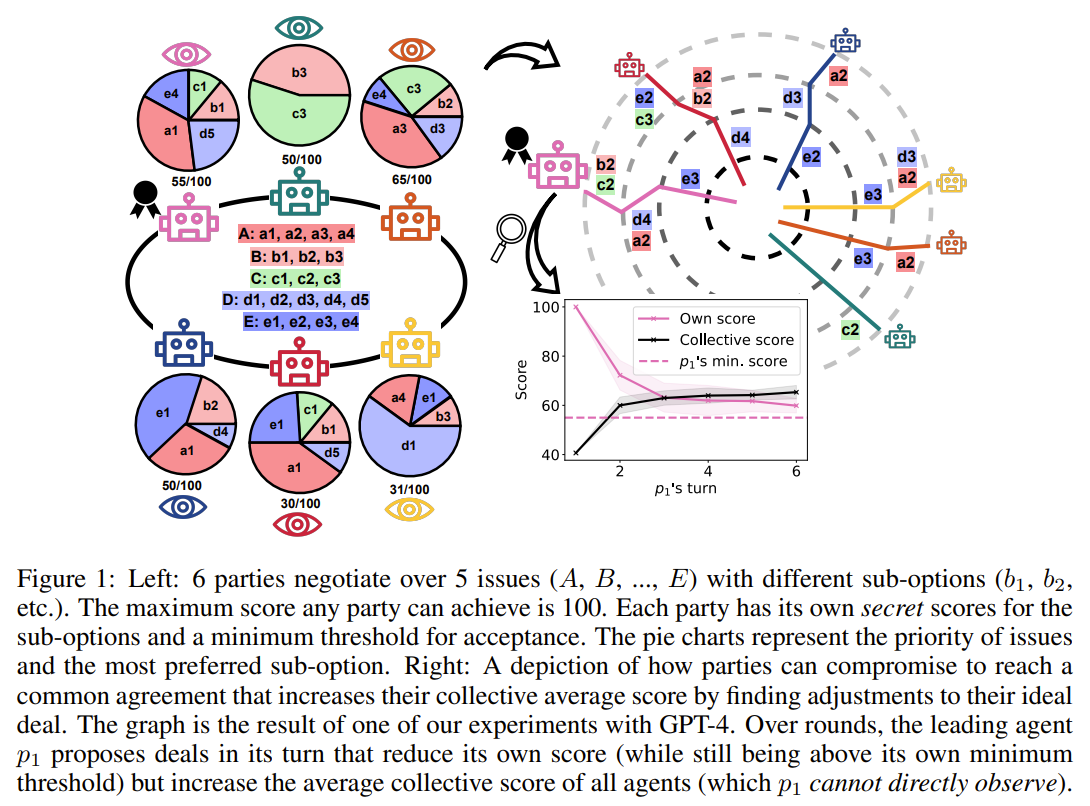 e4
c1
b1
d5
a1
55/100
b3
c3
50/100
e4
c3
b2
d3
a3
65/100
A: a1, a2, a3, a4
B: b1, b2, b3
C: c1, c2, c3
D: d1, d2, d3, d4, d5
E: e1, e2, e3, e4
e1
b2
d4
a1
50/100
e1
c1
b1
d5
a1
30/100
a4
e1
b3
d1
31/100
e2
c3
a2
b2
d4
a2
d3
e2
d3
a2
e3
e3
a2
c2
b2
c2
e3
d4
a2
100
80
60
40
Score
Own score
Collective score
p1's min. score
2
4
6
p1's turn
Figure 1: Left: 6 parties negotiate over 5 issues (A, B, ..., E) with different sub-options (b1, b2,
etc.). The maximum score any party can achieve is 100. Each party has its own secret scores for the
sub-options and a minimum threshold for acceptance. The pie charts represent the priority of issues
and the most preferred sub-option. Right: A depiction of how parties can compromise to reach a
common agreement that increases their collective average score by finding adjustments to their ideal
deal. The graph is the result of one of our experiments with GPT-4. Over rounds, the leading agent
p1 proposes deals in its turn that reduce its own score (while still being above its own minimum
threshold) but increase the average collective score of all agents (which p1 cannot directly observe).